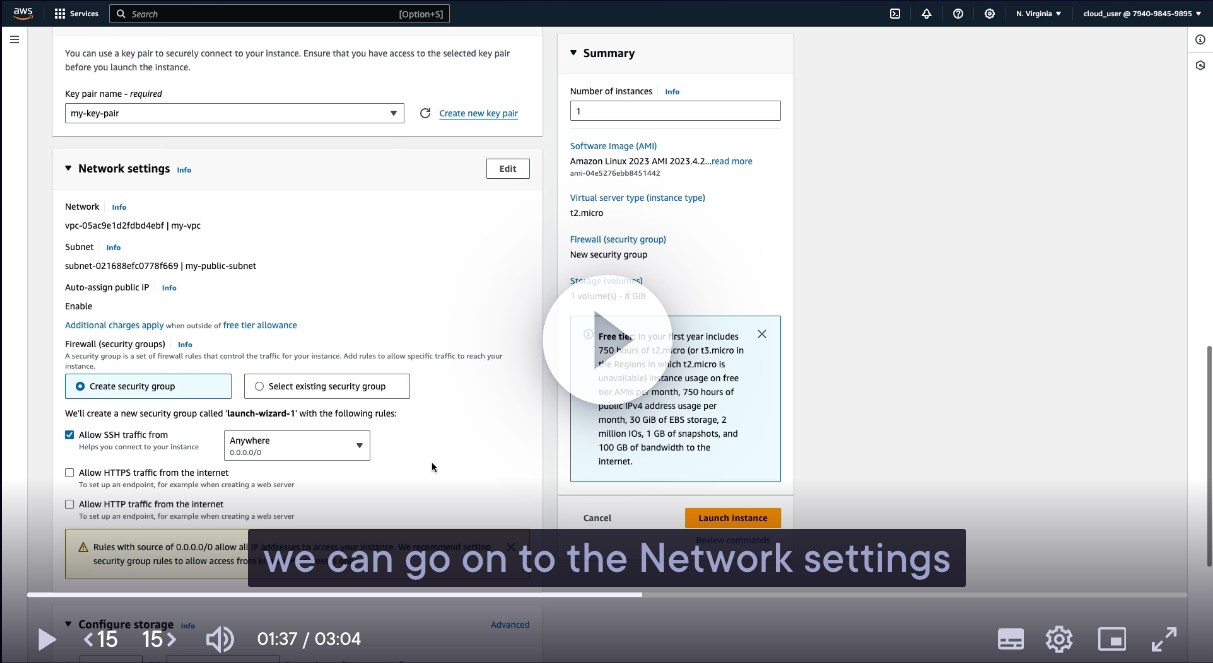 aws
Services
Search
[Option+S]
N. Virginia
cloud_user @ 7940-9845-9895
You can use a key pair to securely connect to your instance. Ensure that you have access to the selected key pair
before you launch the instance.
Key pair name - required
my-key-pair
Create new key pair
Network settings Info
Edit
Network Info
vpc-05ac9e1d2fdbd4ebf | my-vpc
Subnet Info
subnet-021688efc0778f669 | my-public-subnet
Auto-assign public IP Info
Enable
Additional charges apply when outside of free tier allowance
Firewall (security groups) Info
A security group is a set of firewall rules that control the traffic for your instance. Add rules to allow specific traffic to reach your
instance.
Create security group
Select existing security group
We'll create a new security group called 'launch-wizard-1' with the following rules:
Allow SSH traffic from
Helps you connect to your instance
Anywhere
0.0.0.0/0
Allow HTTPS traffic from the internet
To set up an endpoint, for example when creating a web server
Allow HTTP traffic from the internet
To set up an endpoint, for example when creating a web server
Rules with source of 0.0.0.0/0 allow all IP addresses to access your instance. We recommend setting
security group rules to allow access from
Configure storage Info
Advanced
Summary
Number of instances Info
1
Software Image (AMI)
Amazon Linux 2023 AMI 2023.4.2...read more
ami-04e5276ebb8451442
Virtual server type (instance type)
t2.micro
Firewall (security group)
New security group
Storage (volumes)
1 volume(s) - 8 GiB
Free tier: In your first year includes
750 hours of t2.micro (or t3.micro in
the Regions in which t2.micro is
unavailable) instance usage on free
tier AMIs per month, 750 hours of
public IPv4 address usage per
month, 30 GiB of EBS storage, 2
million IOs, 1 GB of snapshots, and
100 GB of bandwidth to the
internet.
Cancel
Launch instance
Review commands
we can go on to the Network settings
15
15
01:37 / 03:04